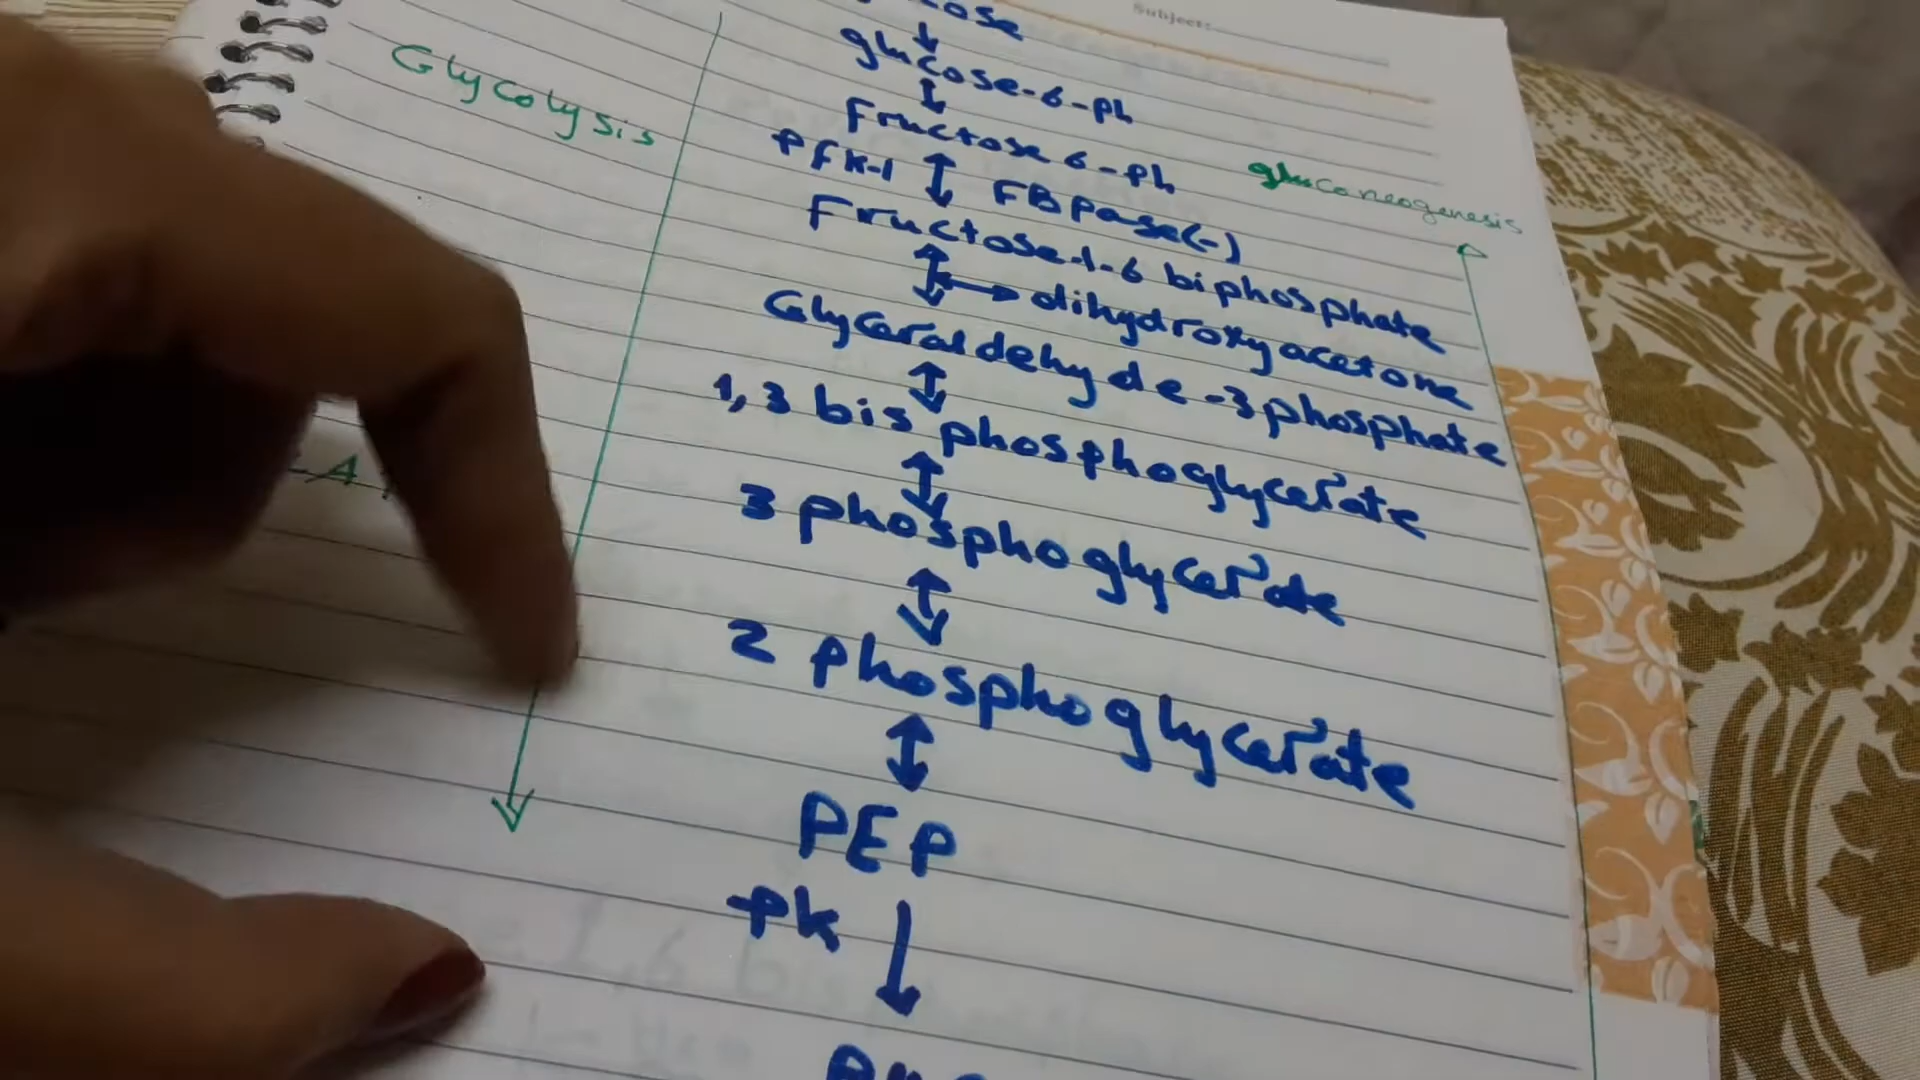 Subject:
glucose-6-ph
Fructose 6-ph
Glycolysis
PFK-1
FBPase(-)
gluconeogenesis
Fructose-1-6 biphosphate
dihydroxyacetone
Glyceraldehyde-3phosphate
1,3 bis phosphoglycerate
3 phosphoglycerate
2 phosphoglycerate
PEP
-PK